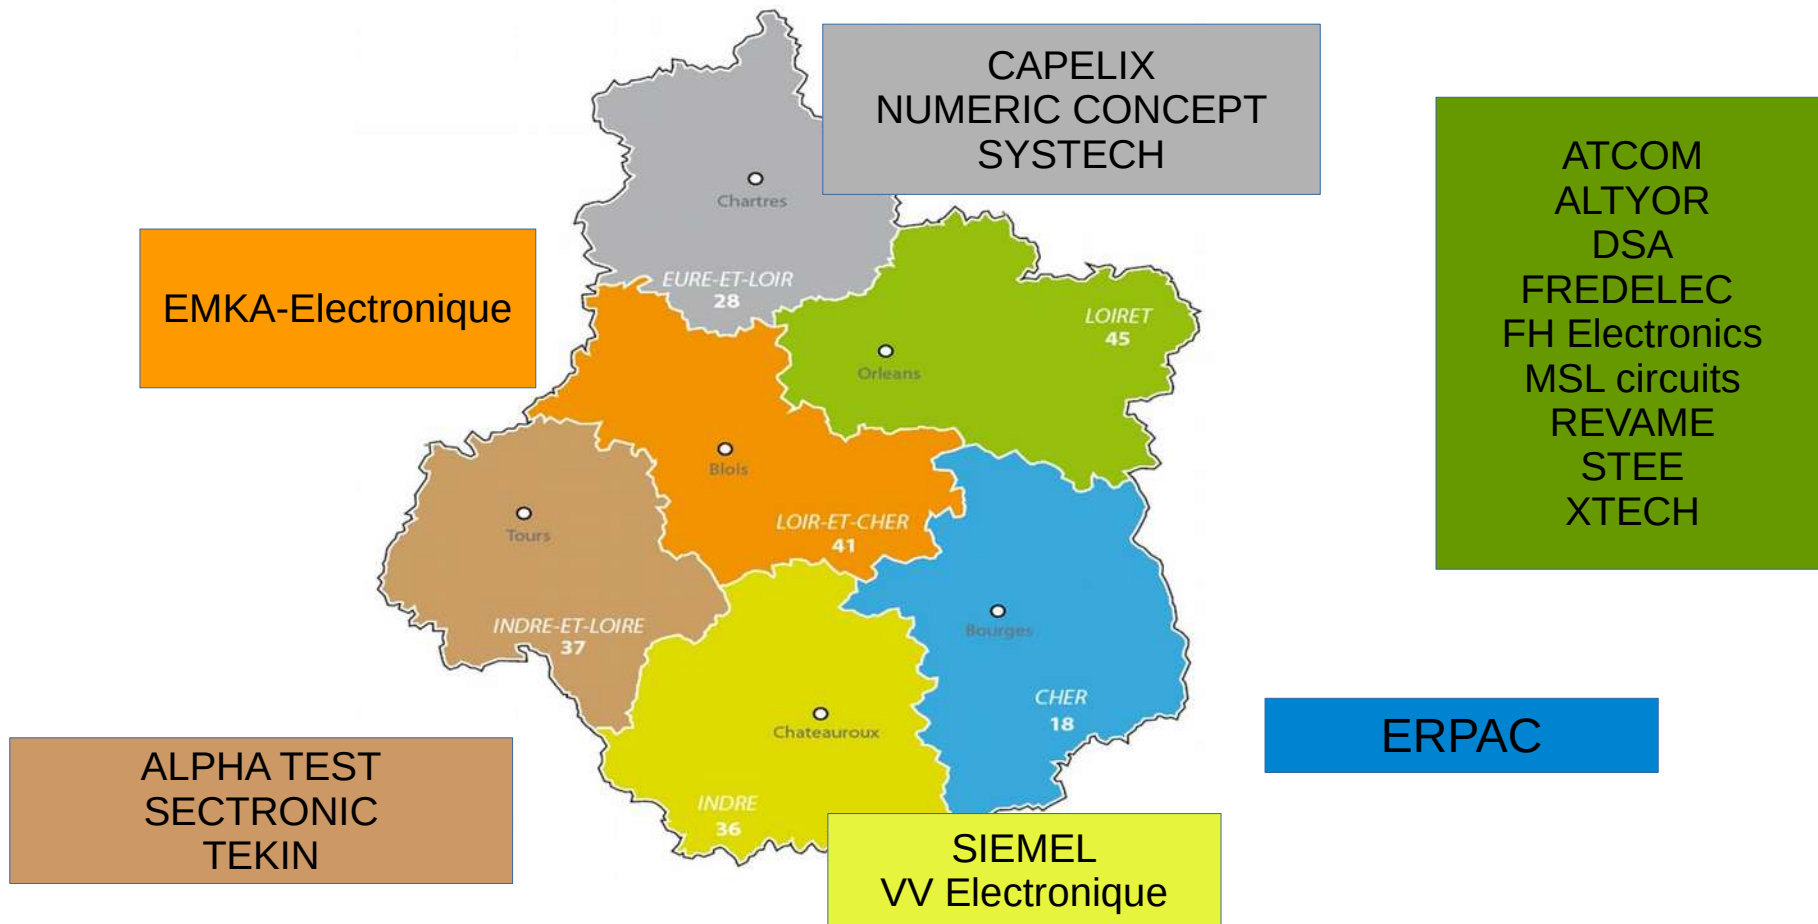 CAPELIX
NUMERIC CONCEPT
SYSTECH
ATCOM
ALTYOR
DSA
FREDELEC
FH Electronics
MSL circuits
REVAME
STEE
XTECH
EMKA-Electronique
Chartres
EURE-ET-LOIR
28
LOIRET
45
Orleans
Blois
LOIR-ET-CHER
41
Tours
INDRE-ET-LOIRE
37
Bourges
CHER
18
Chateauroux
INDRE
36
ERPAC
ALPHA TEST
SECTRONIC
TEKIN
SIEMEL
VV Electronique